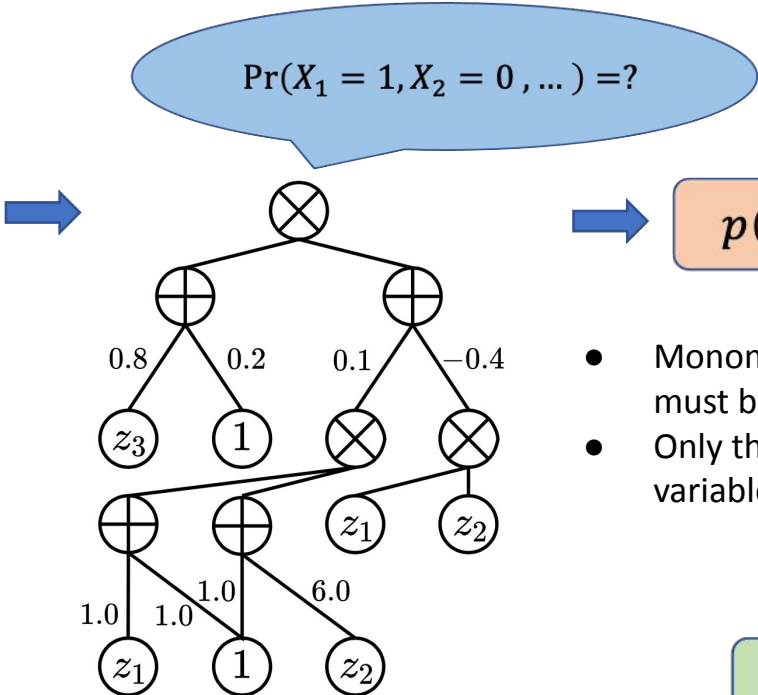 Pr(X₁ = 1, X₂ = 0 , … ) =?
p(
0.8 0.2 0.1 −0.4
z₃ 1
z₁ z₂
1.0 1.0 1.0 6.0
z₁ 1 z₂
● Monom
must b
● Only th
variable